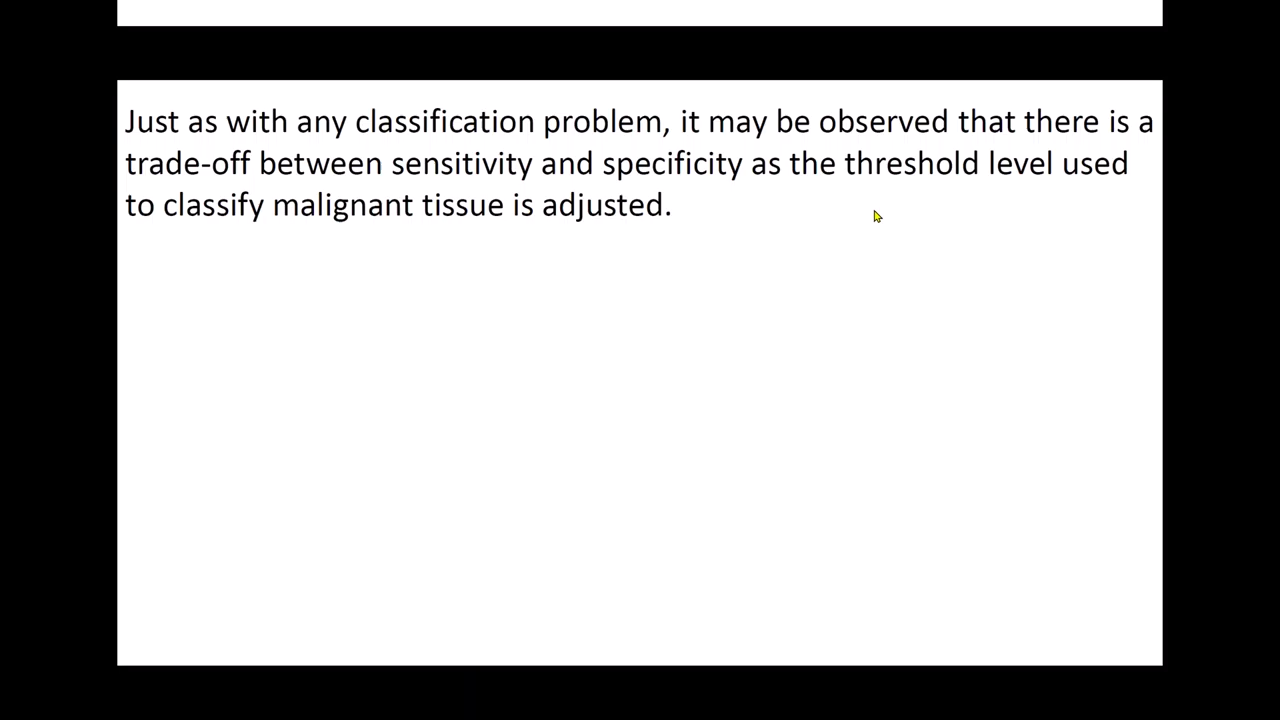 Just as with any classification problem, it may be observed that there is a
trade-off between sensitivity and specificity as the threshold level used
to classify malignant tissue is adjusted.